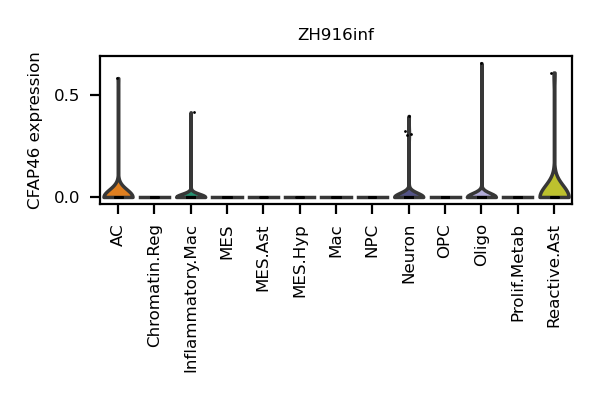 ZH916inf
CFAP46 expression
0.5
0.0
AC
Chromatin.Reg
Inflammatory.Mac
MES
MES.Ast
MES.Hyp
Mac
NPC
Neuron
OPC
Oligo
Prolif.Metab
Reactive.Ast